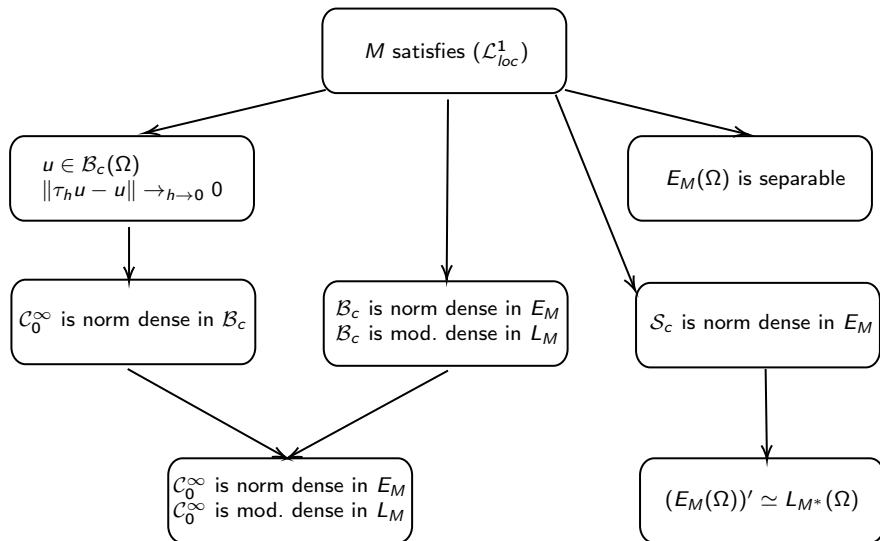 M satisfies (ℒ¹_loc)
u ∈ ℬ_c(Ω)
‖τ_h u − u‖ →_{h→0} 0
E_M(Ω) is separable
𝒞₀^∞ is norm dense in ℬ_c
ℬ_c is norm dense in E_M
ℬ_c is mod. dense in L_M
𝒮_c is norm dense in E_M
𝒞₀^∞ is norm dense in E_M
𝒞₀^∞ is mod. dense in L_M
(E_M(Ω))′ ≃ L_{M*}(Ω)